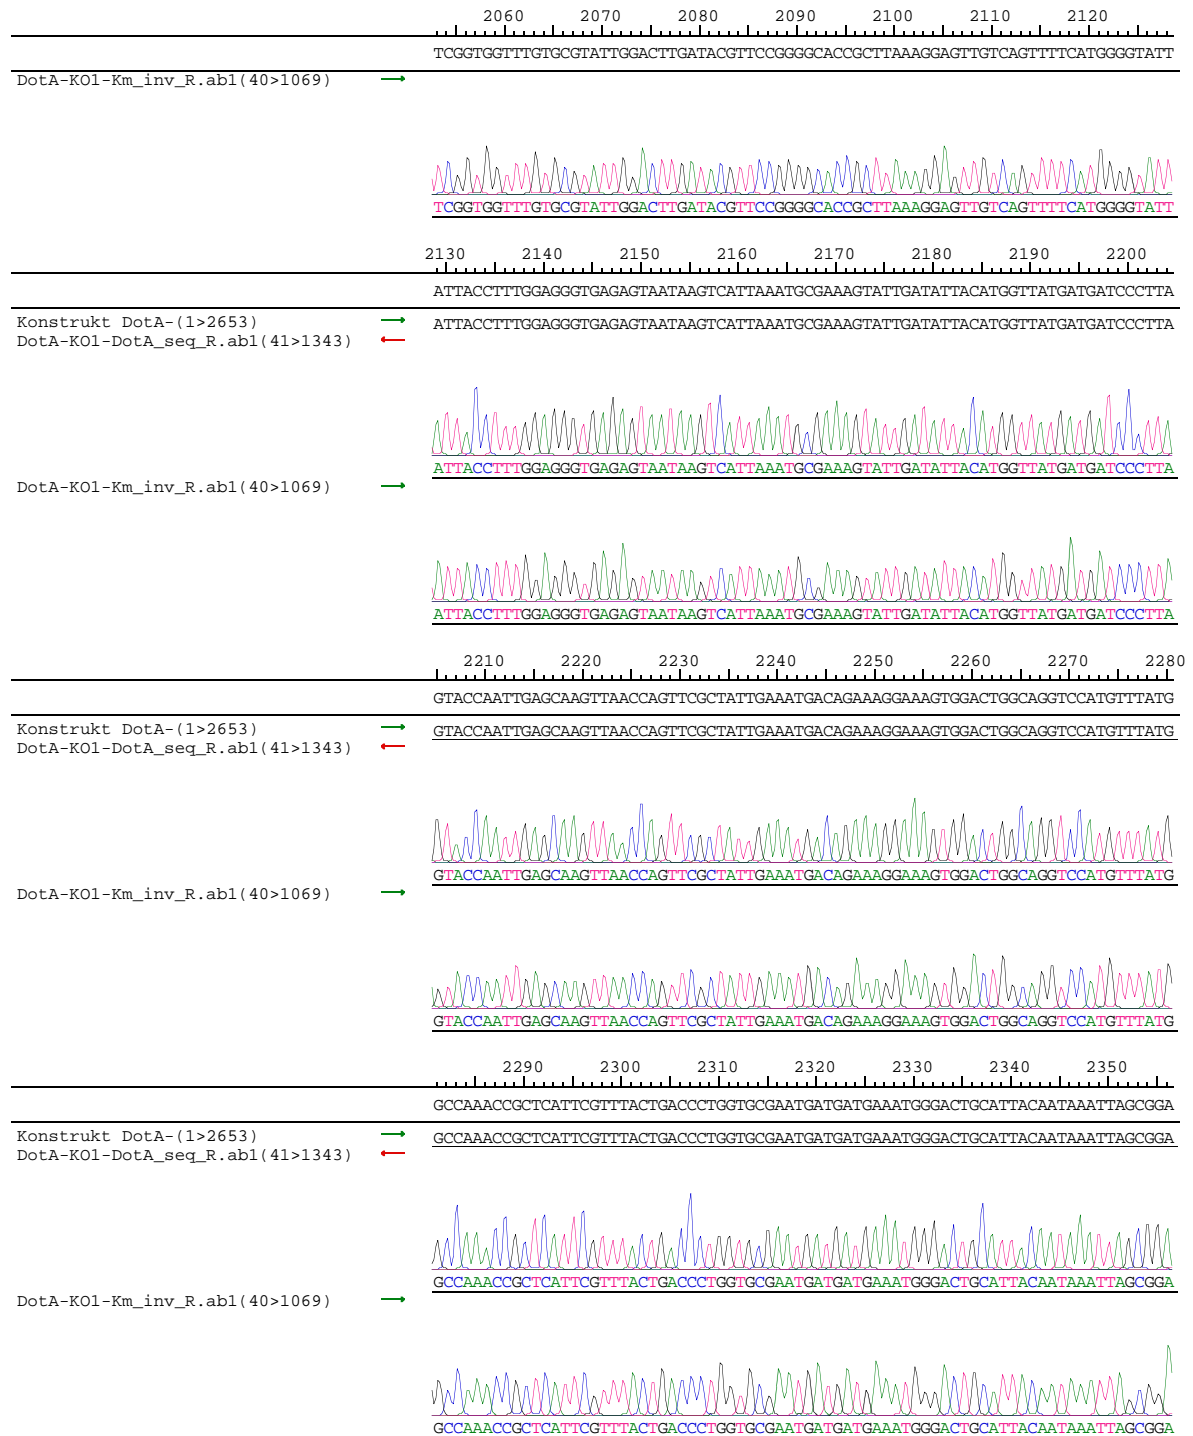 2060 2070 2080 2090 2100 2110 2120
TCGGTGGTTTGTGCGTATTGGACTTGATACGTTCCGGGGCACCGCTTAAAGGAGTTGTCAGTTTTCATGGGGTATT
DotA-KO1-Km_inv_R.ab1(40>1069)
TCGGTGGTTTGTGCGTATTGGACTTGATACGTTCCGGGGCACCGCTTAAAGGAGTTGTCAGTTTTCATGGGGTATT
2130 2140 2150 2160 2170 2180 2190 2200
ATTACCTTTGGAGGGTGAGAGTAATAAGTCATTAAATGCGAAAGTATTGATATTACATGGTTATGATGATCCCTTA
Konstrukt DotA-(1>2653) ATTACCTTTGGAGGGTGAGAGTAATAAGTCATTAAATGCGAAAGTATTGATATTACATGGTTATGATGATCCCTTA
DotA-KO1-DotA_seq_R.ab1(41>1343)
ATTACCTTTGGAGGGTGAGAGTAATAAGTCATTAAATGCGAAAGTATTGATATTACATGGTTATGATGATCCCTTA
DotA-KO1-Km_inv_R.ab1(40>1069)
ATTACCTTTGGAGGGTGAGAGTAATAAGTCATTAAATGCGAAAGTATTGATATTACATGGTTATGATGATCCCTTA
2210 2220 2230 2240 2250 2260 2270 2280
GTACCAATTGAGCAAGTTAACCAGTTCGCTATTGAAATGACAGAAAGGAAAGTGGACTGGCAGGTCCATGTTTATG
Konstrukt DotA-(1>2653) GTACCAATTGAGCAAGTTAACCAGTTCGCTATTGAAATGACAGAAAGGAAAGTGGACTGGCAGGTCCATGTTTATG
DotA-KO1-DotA_seq_R.ab1(41>1343)
GTACCAATTGAGCAAGTTAACCAGTTCGCTATTGAAATGACAGAAAGGAAAGTGGACTGGCAGGTCCATGTTTATG
DotA-KO1-Km_inv_R.ab1(40>1069)
GTACCAATTGAGCAAGTTAACCAGTTCGCTATTGAAATGACAGAAAGGAAAGTGGACTGGCAGGTCCATGTTTATG
2290 2300 2310 2320 2330 2340 2350
GCCAAACCGCTCATTCGTTTACTGACCCTGGTGCGAATGATGATGAAATGGGACTGCATTACAATAAATTAGCGGA
Konstrukt DotA-(1>2653) GCCAAACCGCTCATTCGTTTACTGACCCTGGTGCGAATGATGATGAAATGGGACTGCATTACAATAAATTAGCGGA
DotA-KO1-DotA_seq_R.ab1(41>1343)
GCCAAACCGCTCATTCGTTTACTGACCCTGGTGCGAATGATGATGAAATGGGACTGCATTACAATAAATTAGCGGA
DotA-KO1-Km_inv_R.ab1(40>1069)
GCCAAACCGCTCATTCGTTTACTGACCCTGGTGCGAATGATGATGAAATGGGACTGCATTACAATAAATTAGCGGA